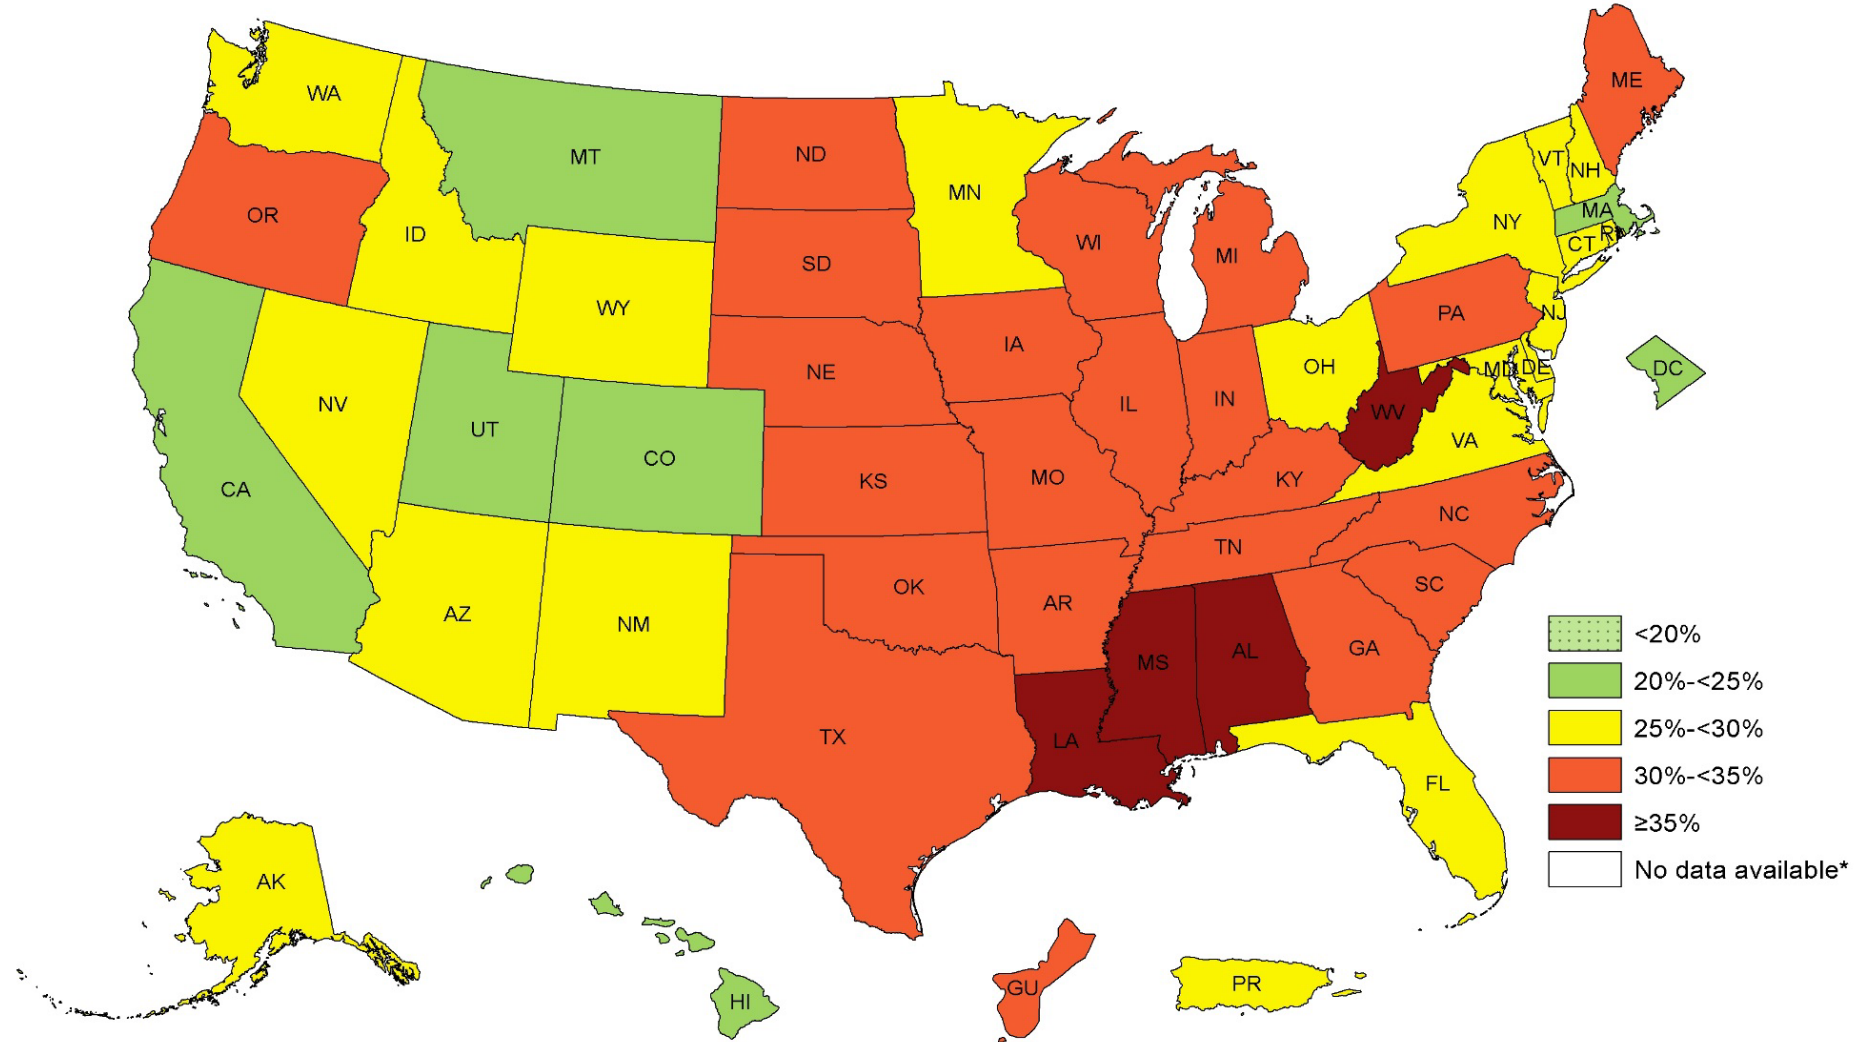 ME
WA
MT
ND
MN
VT
NH
OR
ID
SD
WI
MI
NY
MA
RI
CT
WY
NE
IA
PA
NJ
NV
UT
CO
KS
MO
IL
IN
OH
MD
DE
DC
WV
VA
KY
CA
AZ
NM
OK
AR
TN
NC
SC
TX
LA
MS
AL
GA
FL
<20%
20%-<25%
25%-<30%
30%-<35%
≥35%
No data available*
AK
HI
GU
PR